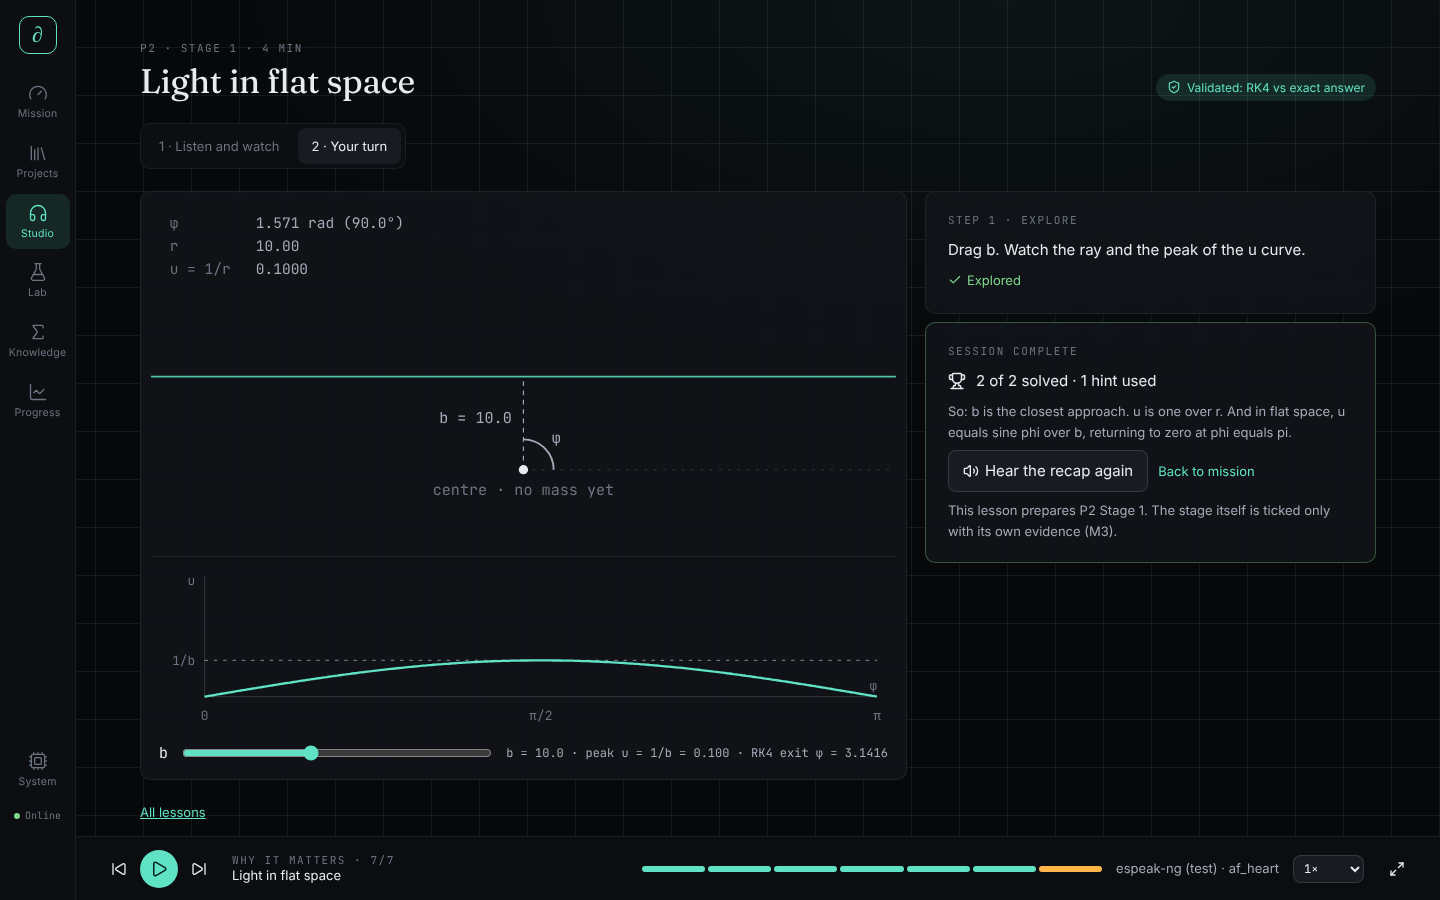 ∂
Mission
Projects
Studio
Lab
Knowledge
Progress
System
Online
P2 · STAGE 1 · 4 MIN
Light in flat space
Validated: RK4 vs exact answer
1 · Listen and watch
2 · Your turn
φ 1.571 rad (90.0°)
r 10.00
u = 1/r 0.1000
b = 10.0
φ
centre · no mass yet
u
1/b
φ
0 π/2 π
b
b = 10.0 · peak u = 1/b = 0.100 · RK4 exit φ = 3.1416
STEP 1 · EXPLORE
Drag b. Watch the ray and the peak of the u curve.
Explored
SESSION COMPLETE
2 of 2 solved · 1 hint used
So: b is the closest approach. u is one over r. And in flat space, u
equals sine phi over b, returning to zero at phi equals pi.
Hear the recap again
Back to mission
This lesson prepares P2 Stage 1. The stage itself is ticked only
with its own evidence (M3).
All lessons
WHY IT MATTERS · 7/7
Light in flat space
espeak-ng (test) · af_heart
1×